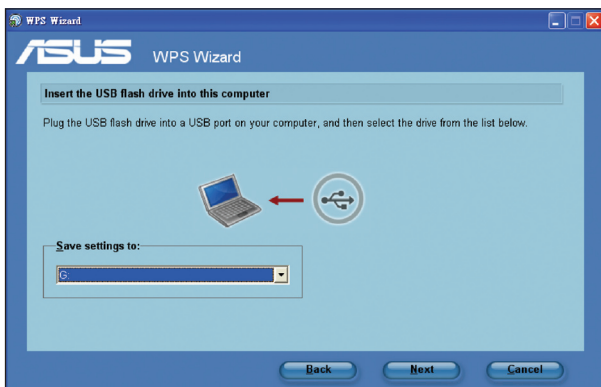 WPS Wizard
ASUS WPS Wizard
Insert the USB flash drive into this computer
Plug the USB flash drive into a USB port on your computer, and then select the drive from the list below.
Save settings to:
G:
Back Next Cancel